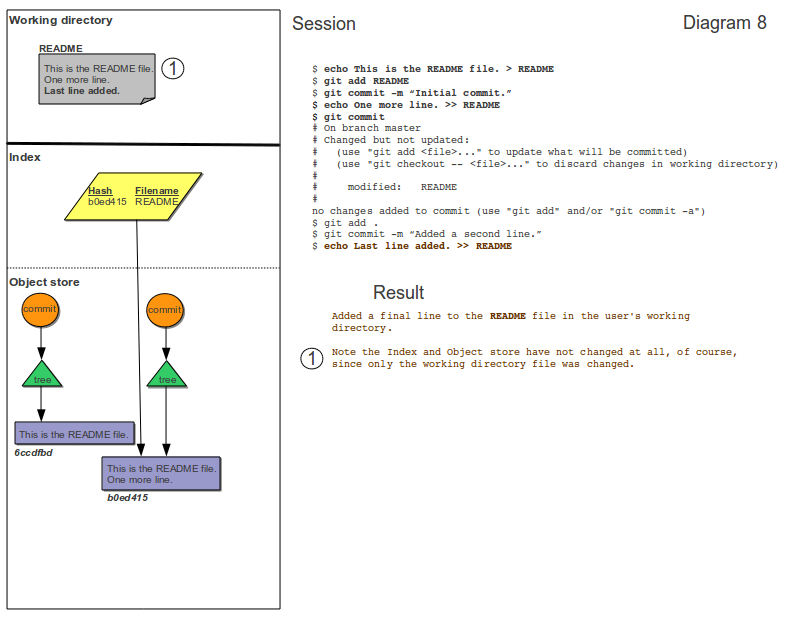 Working directory
README
This is the README file.
One more line.
Last line added.
1
Index
Hash Filename
b0ed415 README
Object store
commit
commit
tree
tree
This is the README file.
6ccdfbd
This is the README file.
One more line.
b0ed415
Session
Diagram 8
$ echo This is the README file. > README
$ git add README
$ git commit -m “Initial commit.”
$ echo One more line. >> README
$ git commit
# On branch master
# Changed but not updated:
#   (use "git add <file>..." to update what will be committed)
#   (use "git checkout -- <file>..." to discard changes in working directory)
#
#     modified:   README
#
no changes added to commit (use "git add" and/or "git commit -a")
$ git add .
$ git commit -m “Added a second line.”
$ echo Last line added. >> README
Result
Added a final line to the README file in the user's working
directory.
1
Note the Index and Object store have not changed at all, of course,
since only the working directory file was changed.